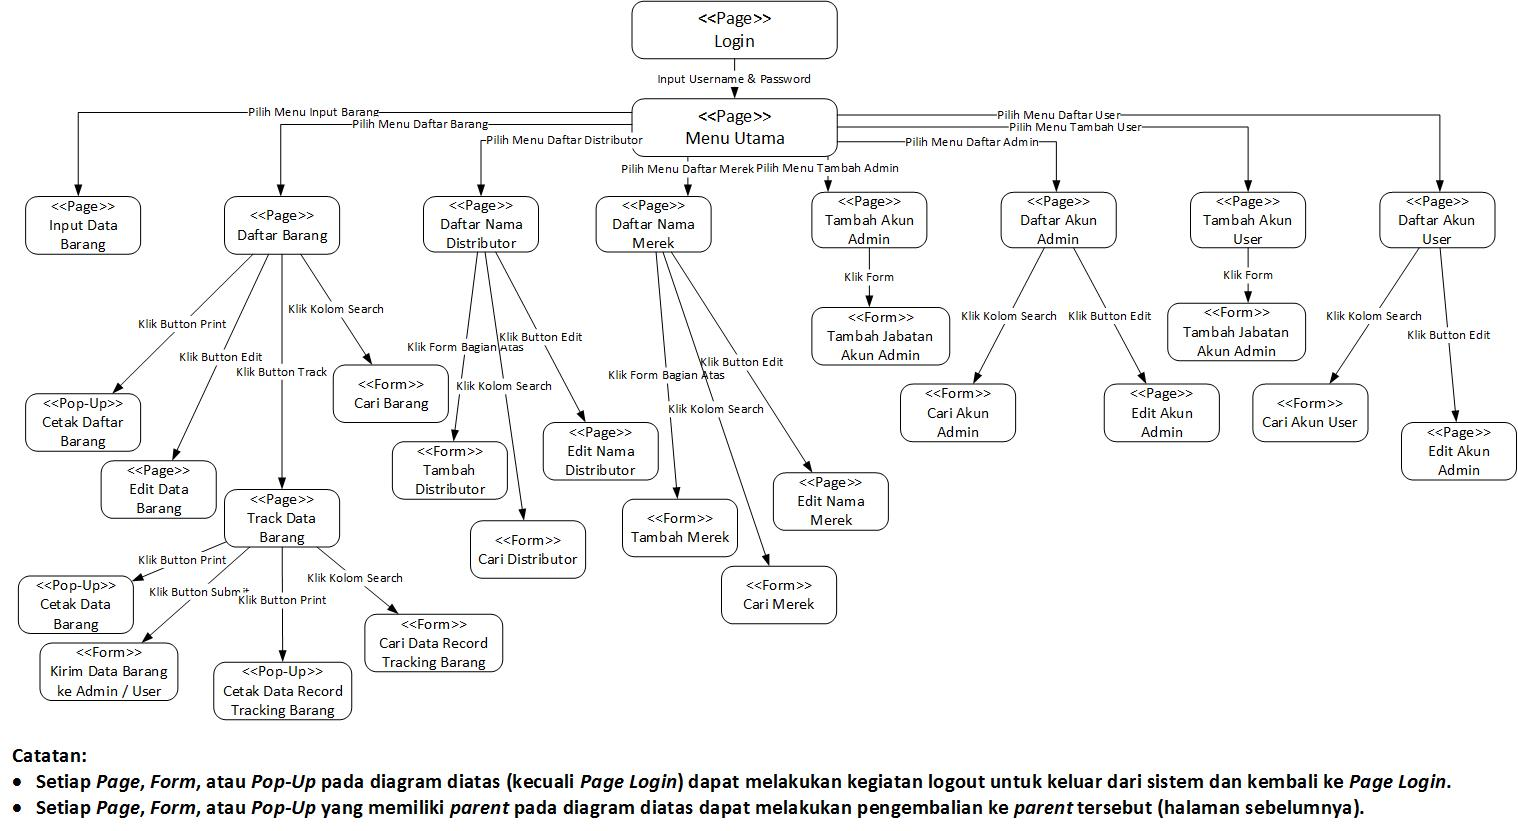 <<Page>>
Login
Input Username & Password
<<Page>>
Menu Utama
Pilih Menu Input Barang
Pilih Menu Daftar Barang
Pilih Menu Daftar Distributor
Pilih Menu Daftar Merek
Pilih Menu Tambah Admin
Pilih Menu Daftar User
Pilih Menu Tambah User
Pilih Menu Daftar Admin
<<Page>>
Input Data
Barang
<<Page>>
Daftar Barang
<<Page>>
Daftar Nama
Distributor
<<Page>>
Daftar Nama
Merek
<<Page>>
Tambah Akun
Admin
<<Page>>
Daftar Akun
Admin
<<Page>>
Tambah Akun
User
<<Page>>
Daftar Akun
User
Klik Button Print
Klik Button Edit
Klik Button Track
Klik Kolom Search
Klik Form Bagian Atas
Klik Kolom Search
Klik Button Edit
Klik Form Bagian Atas
Klik Kolom Search
Klik Button Edit
Klik Form
Klik Kolom Search
Klik Button Edit
Klik Form
Klik Kolom Search
Klik Button Edit
<<Pop-Up>>
Cetak Daftar
Barang
<<Page>>
Edit Data
Barang
<<Page>>
Track Data
Barang
<<Form>>
Cari Barang
<<Form>>
Tambah
Distributor
<<Form>>
Cari Distributor
<<Page>>
Edit Nama
Distributor
<<Form>>
Tambah Merek
<<Form>>
Cari Merek
<<Page>>
Edit Nama
Merek
<<Form>>
Tambah Jabatan
Akun Admin
<<Form>>
Cari Akun
Admin
<<Page>>
Edit Akun
Admin
<<Form>>
Tambah Jabatan
Akun Admin
<<Form>>
Cari Akun User
<<Page>>
Edit Akun
Admin
Klik Button Print
Klik Button Submit
Klik Button Print
Klik Kolom Search
<<Pop-Up>>
Cetak Data
Barang
<<Form>>
Kirim Data Barang
ke Admin / User
<<Pop-Up>>
Cetak Data Record
Tracking Barang
<<Form>>
Cari Data Record
Tracking Barang
Catatan:
• Setiap Page, Form, atau Pop-Up pada diagram diatas (kecuali Page Login) dapat melakukan kegiatan logout untuk keluar dari sistem dan kembali ke Page Login.
• Setiap Page, Form, atau Pop-Up yang memiliki parent pada diagram diatas dapat melakukan pengembalian ke parent tersebut (halaman sebelumnya).